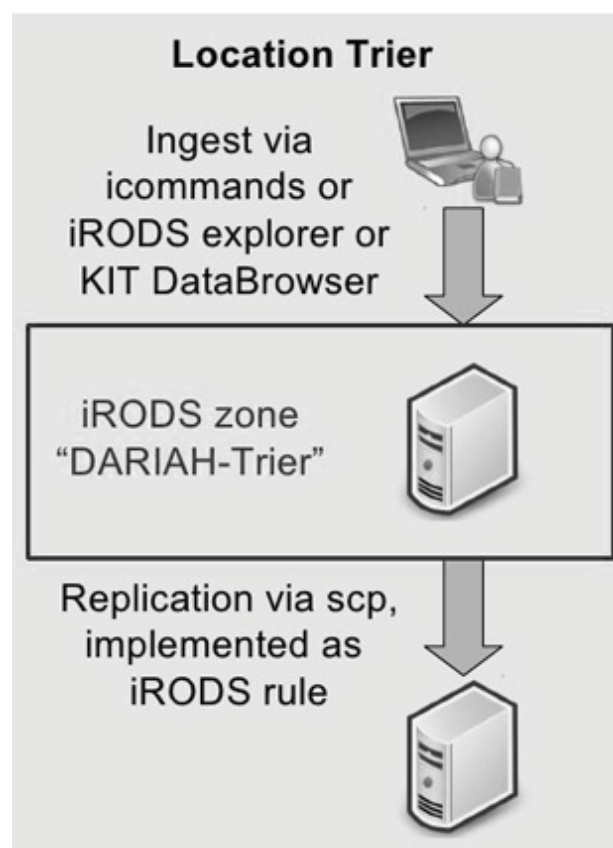 Location Trier
Ingest via
icommands or
iRODS explorer or
KIT DataBrowser
iRODS zone
“DARIAH-Trier”
Replication via scp,
implemented as
iRODS rule